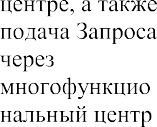 центре, а также
подача Запроса
через
многофункцио
нальный центр